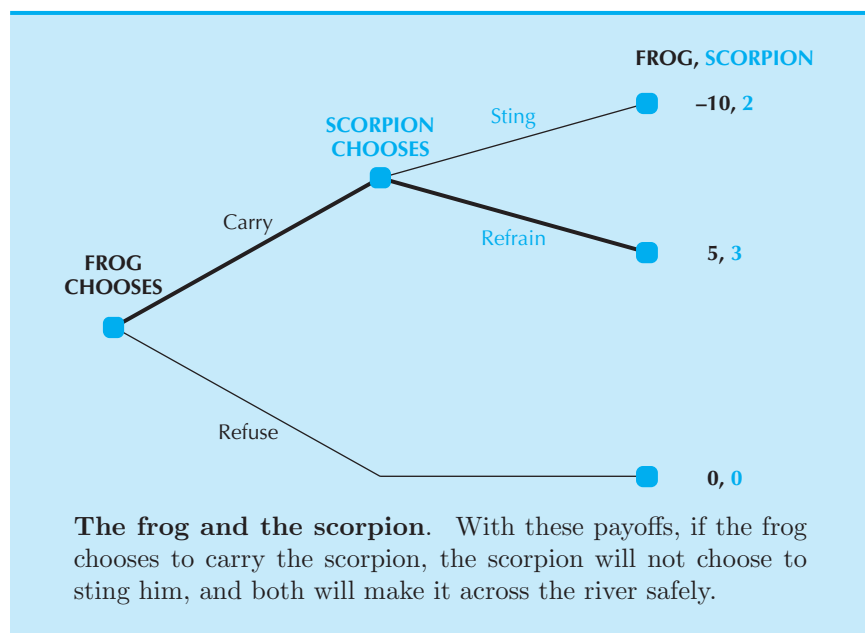 FROG, SCORPION
–10, 2
Sting
SCORPION
CHOOSES
Carry
Refrain
5, 3
FROG
CHOOSES
Refuse
0, 0
The frog and the scorpion. With these payoffs, if the frog
chooses to carry the scorpion, the scorpion will not choose to
sting him, and both will make it across the river safely.